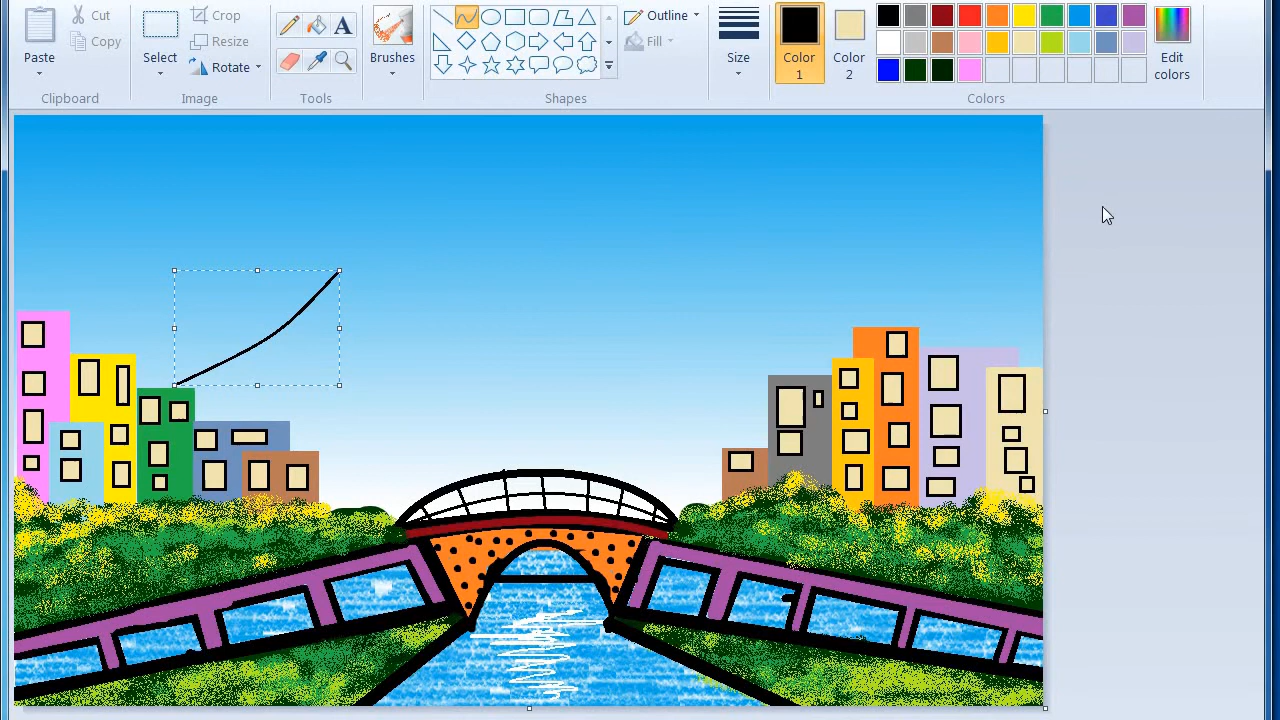 Paste
Cut
Copy
Clipboard
Select
Crop
Resize
Rotate
Image
A
Tools
Brushes
Outline
Fill
Shapes
Size
Color
1
Color
2
Edit
colors
Colors